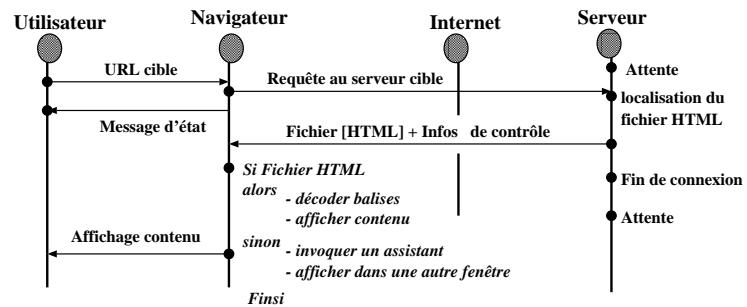 Utilisateur
Navigateur
Internet
Serveur
URL cible
Requête au serveur cible
Attente
localisation du
fichier HTML
Message d'état
Fichier [HTML] + Infos de contrôle
Si Fichier HTML
alors
- décoder balises
- afficher contenu
Fin de connexion
Attente
Affichage contenu
sinon
- invoquer un assistant
- afficher dans une autre fenêtre
Finsi